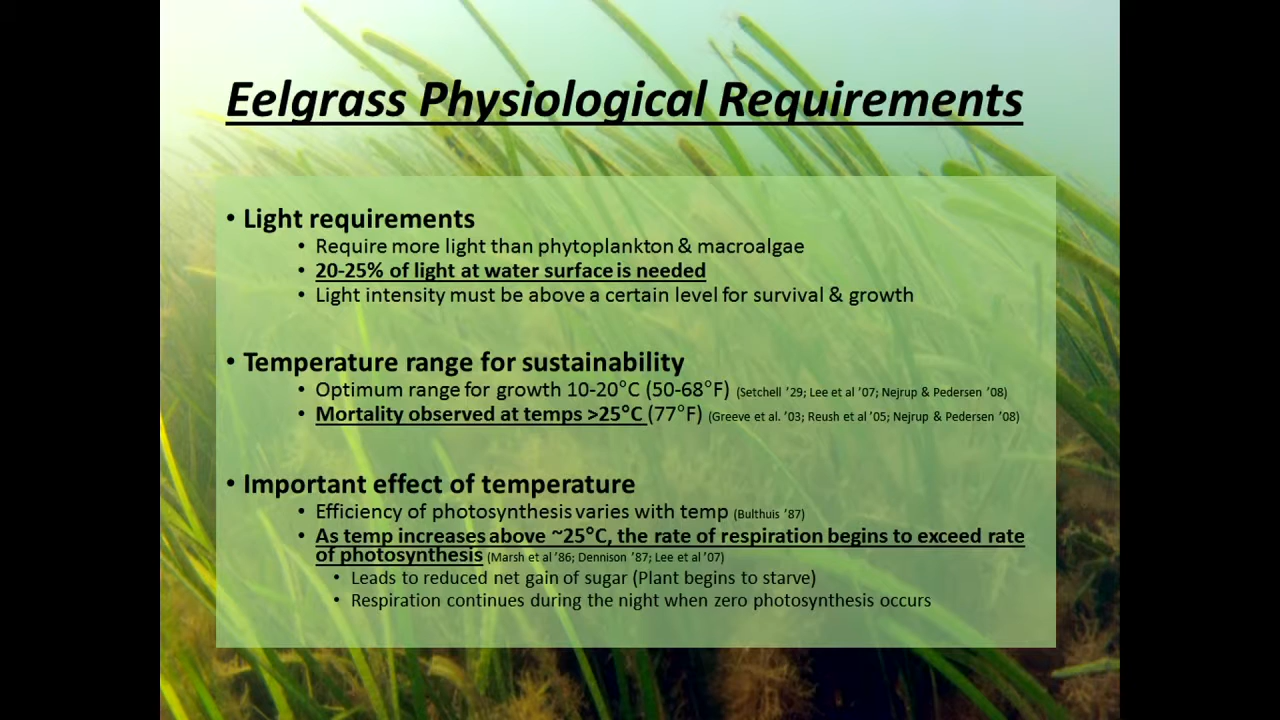 Eelgrass Physiological Requirements
• Light requirements
• Require more light than phytoplankton & macroalgae
• 20-25% of light at water surface is needed
• Light intensity must be above a certain level for survival & growth
• Temperature range for sustainability
• Optimum range for growth 10-20°C (50-68°F) (Setchell ’29; Lee et al ’07; Nejrup & Pedersen ’08)
• Mortality observed at temps >25°C (77°F) (Greeve et al. ’03; Reush et al ’05; Nejrup & Pedersen ’08)
• Important effect of temperature
• Efficiency of photosynthesis varies with temp (Bulthuis ’87)
• As temp increases above ~25°C, the rate of respiration begins to exceed rate
of photosynthesis (Marsh et al ’86; Dennison ’87; Lee et al ’07)
• Leads to reduced net gain of sugar (Plant begins to starve)
• Respiration continues during the night when zero photosynthesis occurs